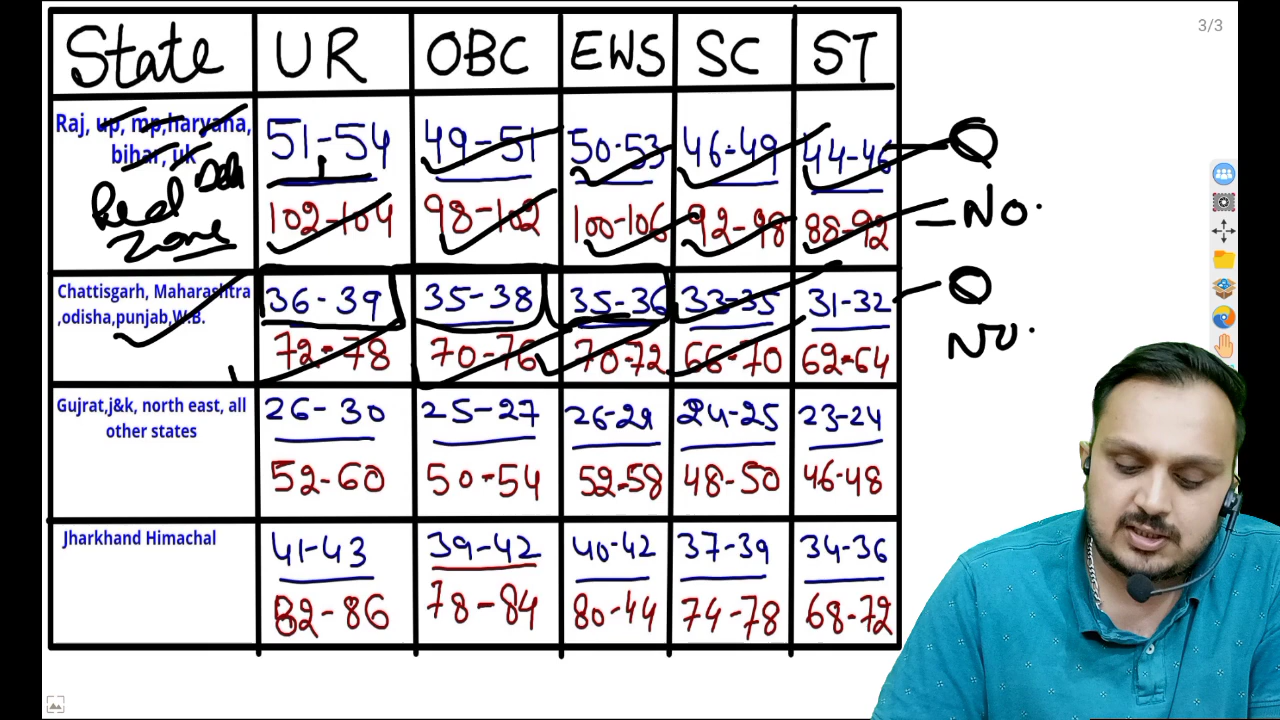 3/3
State UR OBC EWS SC ST
Raj, up, mp,haryana,
bihar, uk
Red Zone
51-54 49-51 50-53 46-49 44-46 Q
102-104 98-102 100-106 92-98 88-92 No.
Chattisgarh, Maharashtra
,odisha,punjab,W.B.
36-39 35-38 35-36 33-35 31-32 Q
72-78 70-76 70-72 66-70 62-64 NO.
Gujrat,j&k, north east, all
other states
26-30 25-27 26-29 24-25 23-24
52-60 50-54 52-58 48-50 46-48
Jharkhand Himachal
41-43 39-42 40-42 37-39 34-36
82-86 78-84 80-44 74-78 68-72